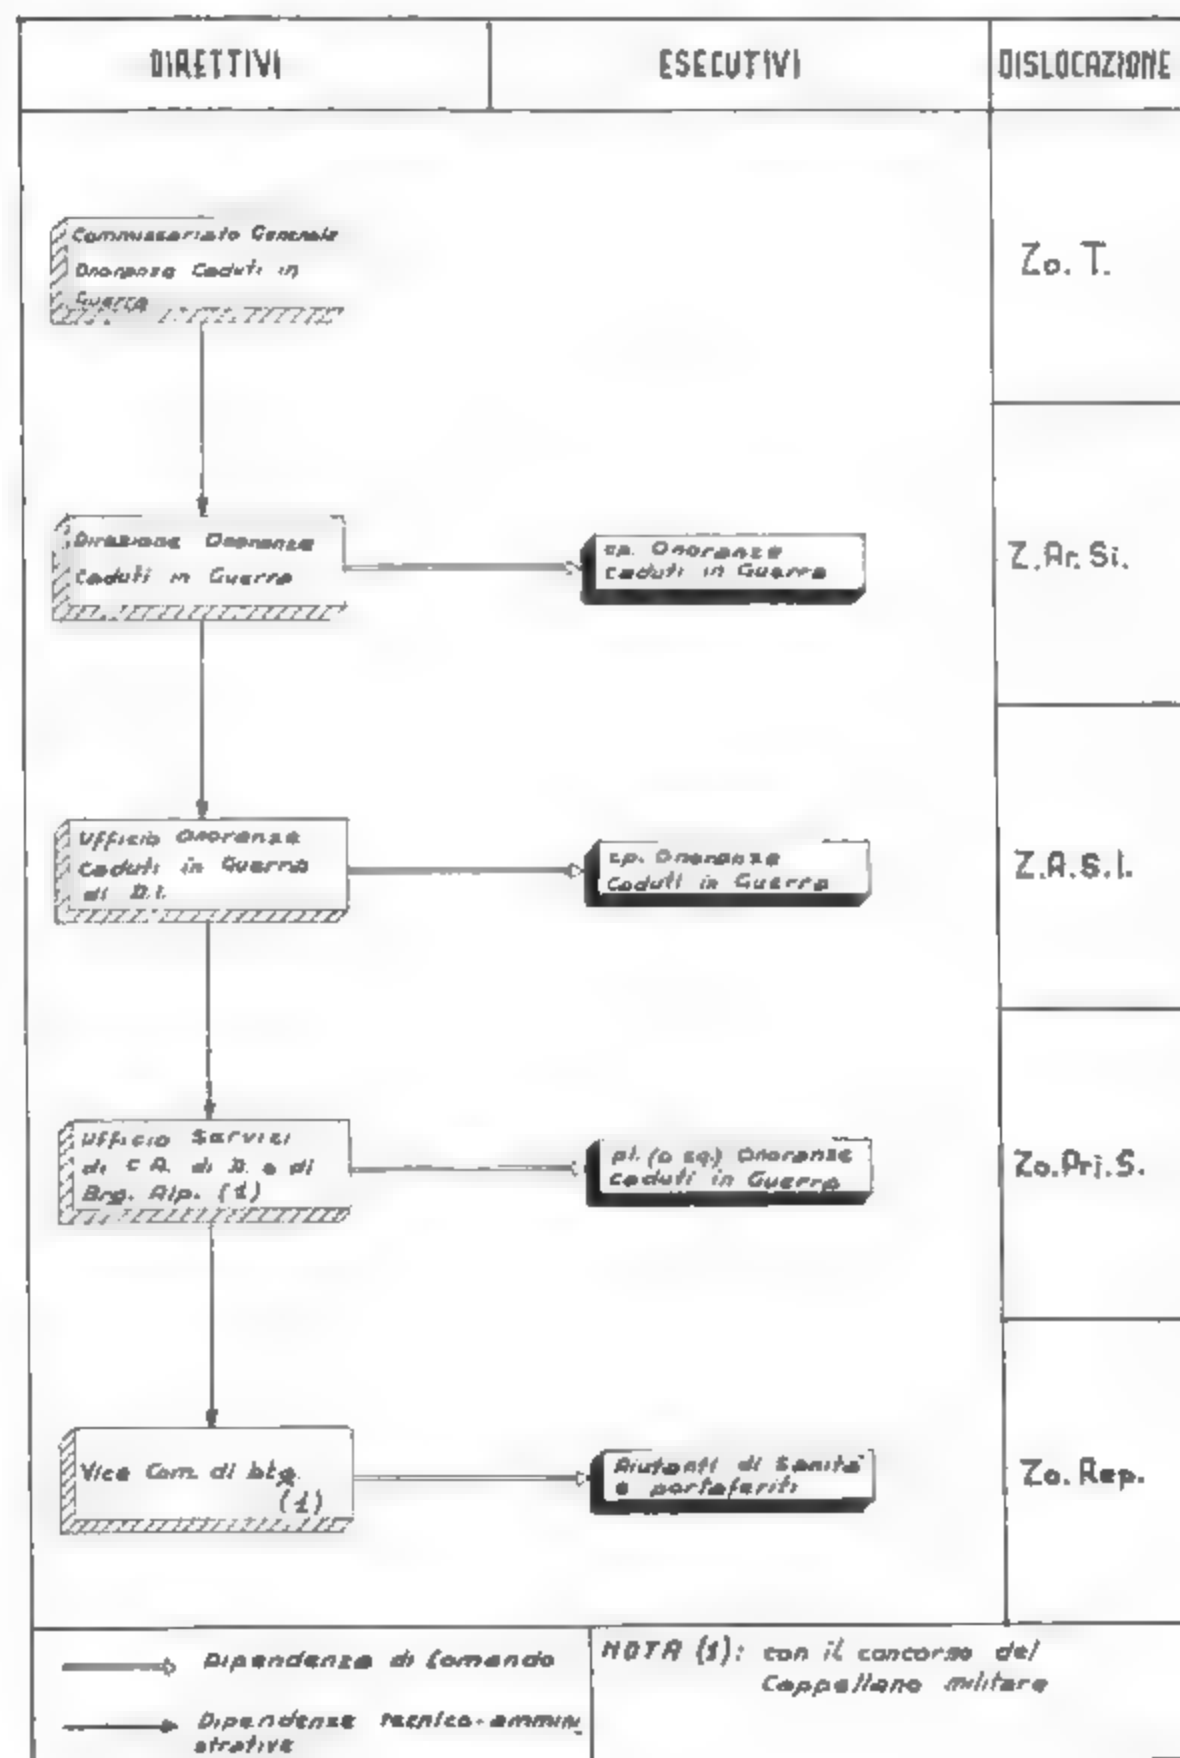 DIRETTIVI
ESECUTIVI
DISLOCAZIONE
Commissariato Generale
Onoranze Caduti in
Guerra
Zo. T.
Direzione Onoranze
Caduti in Guerra
cp. Onoranze
Caduti in Guerra
Z.Ar.Si.
Ufficio Onoranze
Caduti in Guerra
di D.I.
cp. Onoranze
Caduti in Guerra
Z.A.S.I.
Ufficio Servizi
di C A. di D. e di
Brg. Alp. (1)
pl. (o sq.) Onoranze
Caduti in Guerra
Zo.Prj.S.
Vice Com. di btg.
(1)
Aiutanti di Sanità
e portaferiti
Zo. Rep.
Dipendenza di Comando
Dipendenze tecnico-ammin
strative
NOTA (1): con il concorso del
Cappellano militare